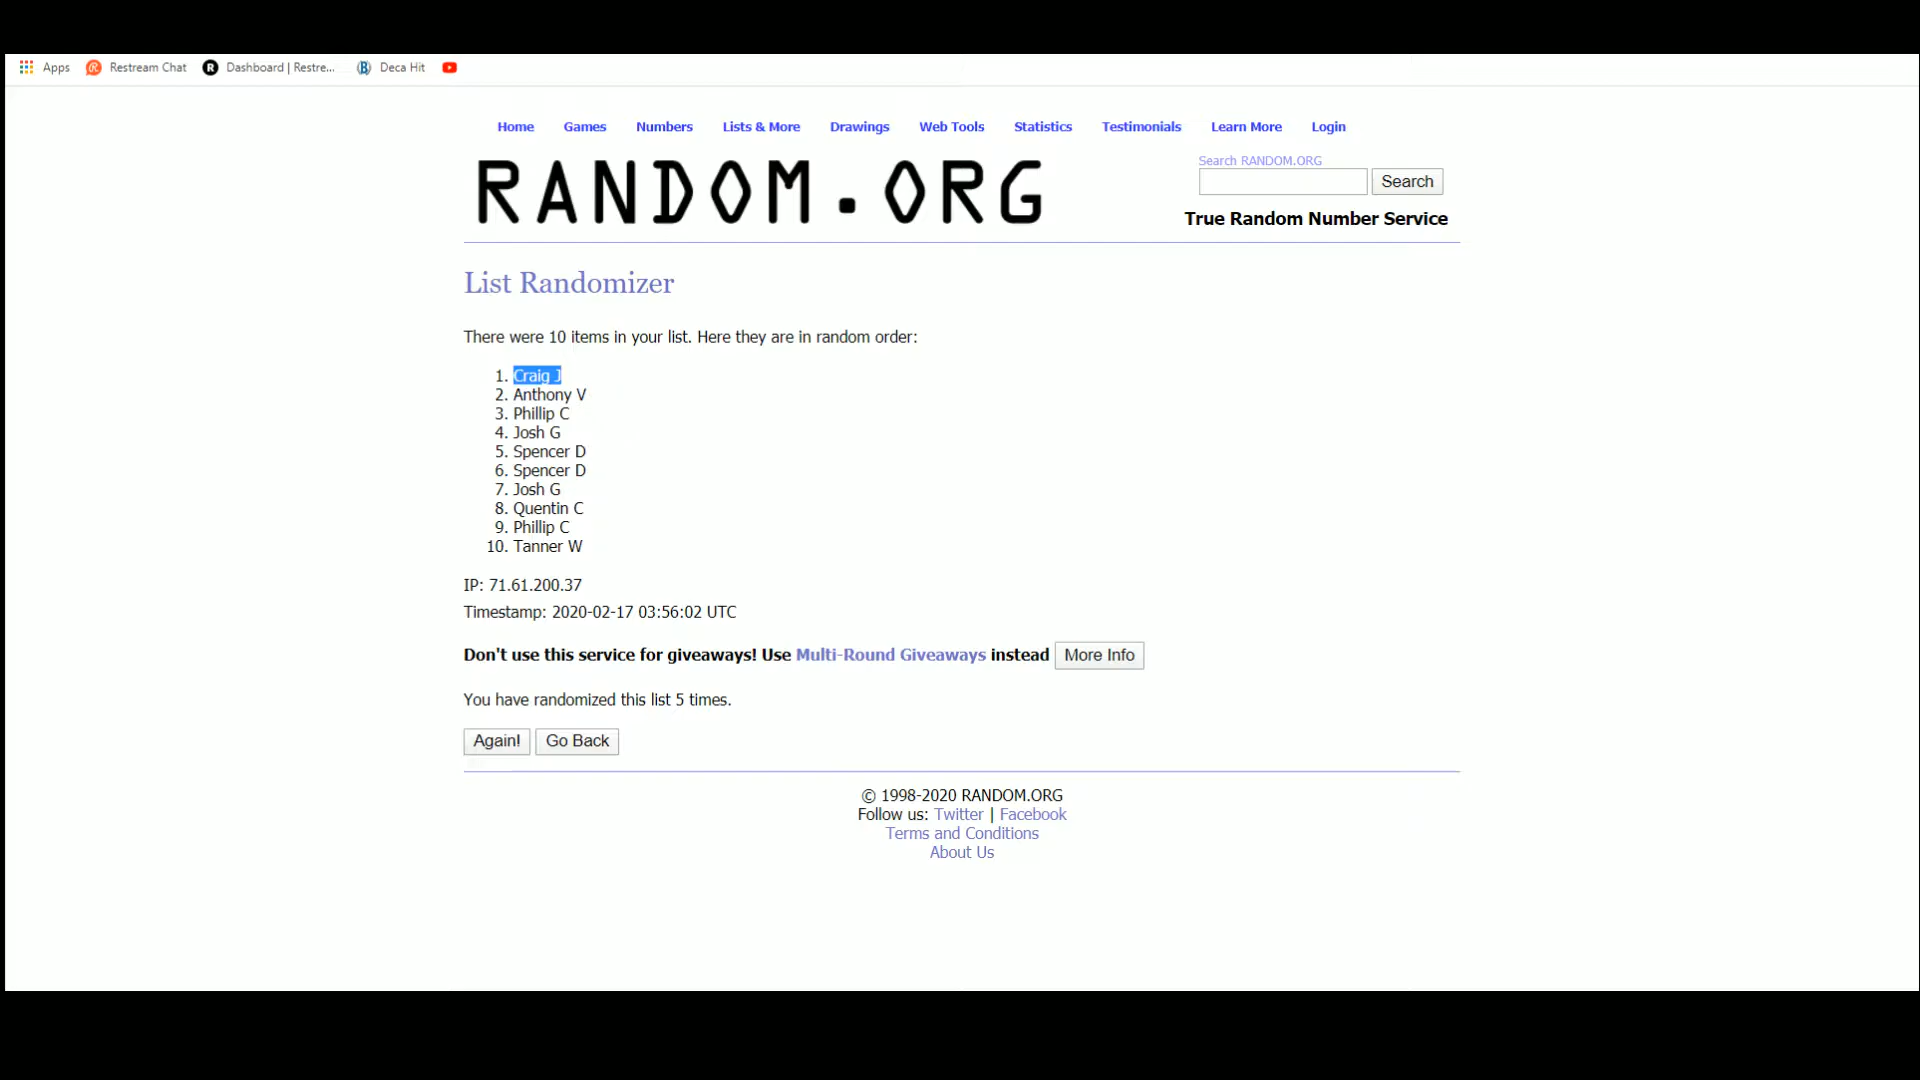 Apps Restream Chat Dashboard | Restre... Deca Hit
Home Games Numbers Lists & More Drawings Web Tools Statistics Testimonials Learn More Login
RANDOM.ORG
Search RANDOM.ORG
Search
True Random Number Service
List Randomizer
There were 10 items in your list. Here they are in random order:
1. Craig J
2. Anthony V
3. Phillip C
4. Josh G
5. Spencer D
6. Spencer D
7. Josh G
8. Quentin C
9. Phillip C
10. Tanner W
IP: 71.61.200.37
Timestamp: 2020-02-17 03:56:02 UTC
Don't use this service for giveaways! Use Multi-Round Giveaways instead More Info
You have randomized this list 5 times.
Again! Go Back
© 1998-2020 RANDOM.ORG
Follow us: Twitter | Facebook
Terms and Conditions
About Us